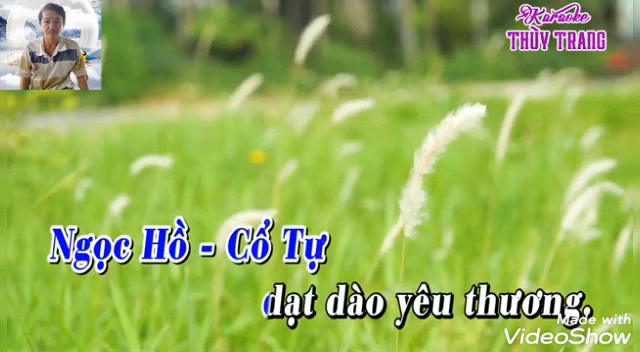 Karaoke
THÙY TRANG
Ngọc Hồ - Cổ Tự
dạt dào yêu thương,
Made with
VideoShow